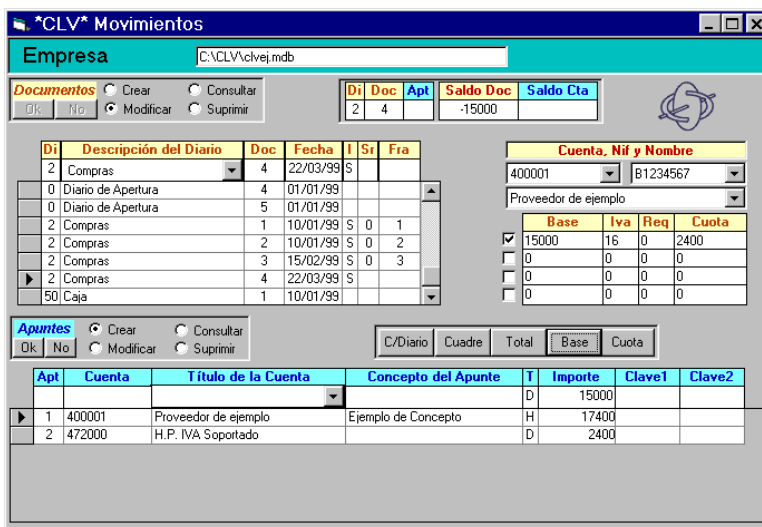 *CLV* Movimientos
Empresa C:\CLV\clvej.mdb
Documentos Crear Consultar
Ok No Modificar Suprimir
Di Doc Apt Saldo Doc Saldo Cta
2 4 -15000
Di Descripción del Diario Doc Fecha I Sr Fra
2 Compras 4 22/03/99 S
0 Diario de Apertura 4 01/01/99
0 Diario de Apertura 5 01/01/99
2 Compras 1 10/01/99 S 0 1
2 Compras 2 10/01/99 S 0 2
2 Compras 3 15/02/99 S 0 3
2 Compras 4 22/03/99 S
50 Caja 1 10/01/99
Cuenta, Nif y Nombre
400001 B1234567
Proveedor de ejemplo
Base Iva Req Cuota
15000 16 0 2400
0 0 0 0
0 0 0 0
0 0 0 0
Apuntes Crear Consultar
Ok No Modificar Suprimir
C/Diario Cuadre Total Base Cuota
Apt Cuenta Título de la Cuenta Concepto del Apunte T Importe Clave1 Clave2
D 15000
1 400001 Proveedor de ejemplo Ejemplo de Concepto H 17400
2 472000 H.P. IVA Soportado D 2400